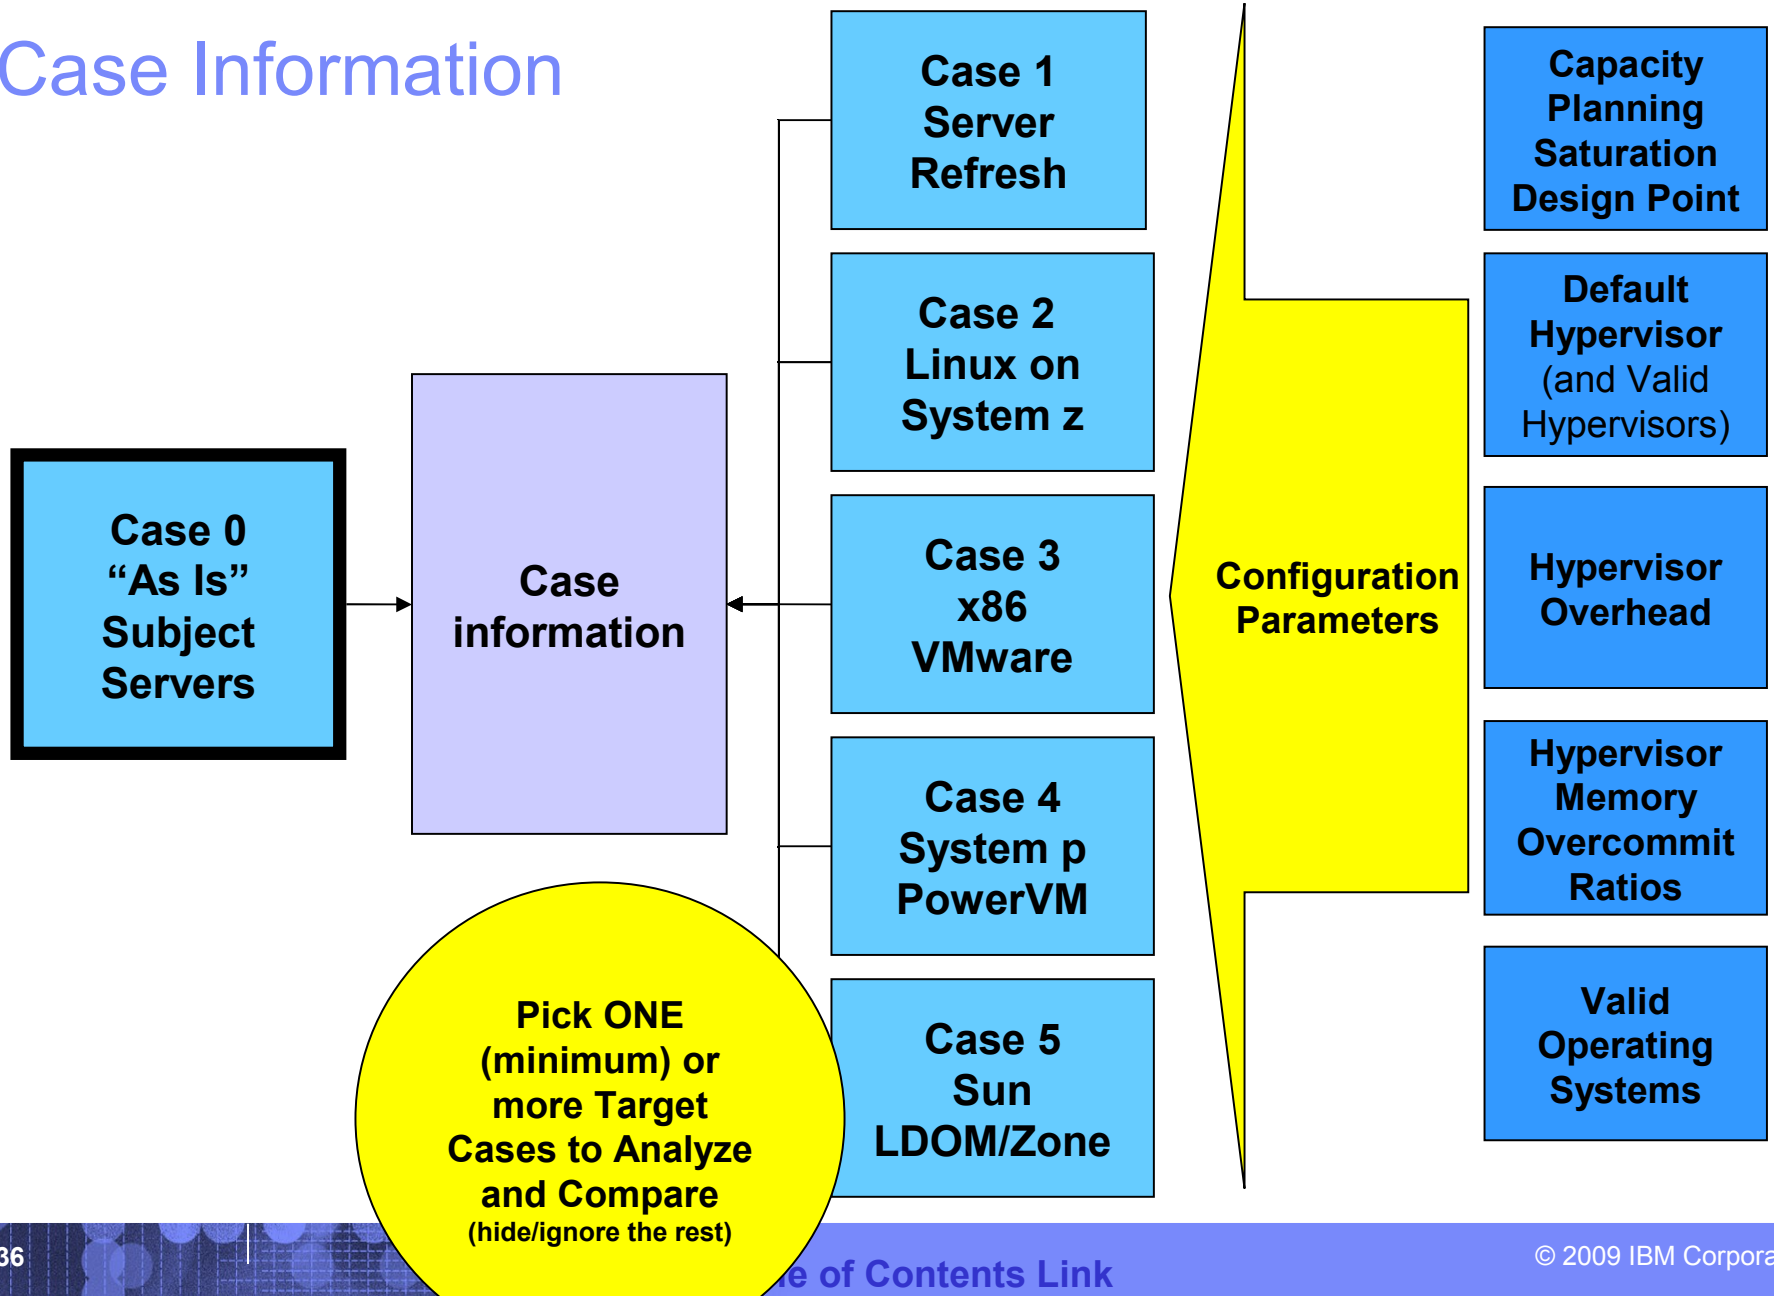 Case Information
Case 0
“As Is”
Subject
Servers
Case
information
Case 1
Server
Refresh
Case 2
Linux on
System z
Case 3
x86
VMware
Case 4
System p
PowerVM
Case 5
Sun
LDOM/Zone
Pick ONE
(minimum) or
more Target
Cases to Analyze
and Compare
(hide/ignore the rest)
Configuration
Parameters
Capacity
Planning
Saturation
Design Point
Default
Hypervisor
(and Valid
Hypervisors)
Hypervisor
Overhead
Hypervisor
Memory
Overcommit
Ratios
Valid
Operating
Systems
36
of Contents Link
© 2009 IBM